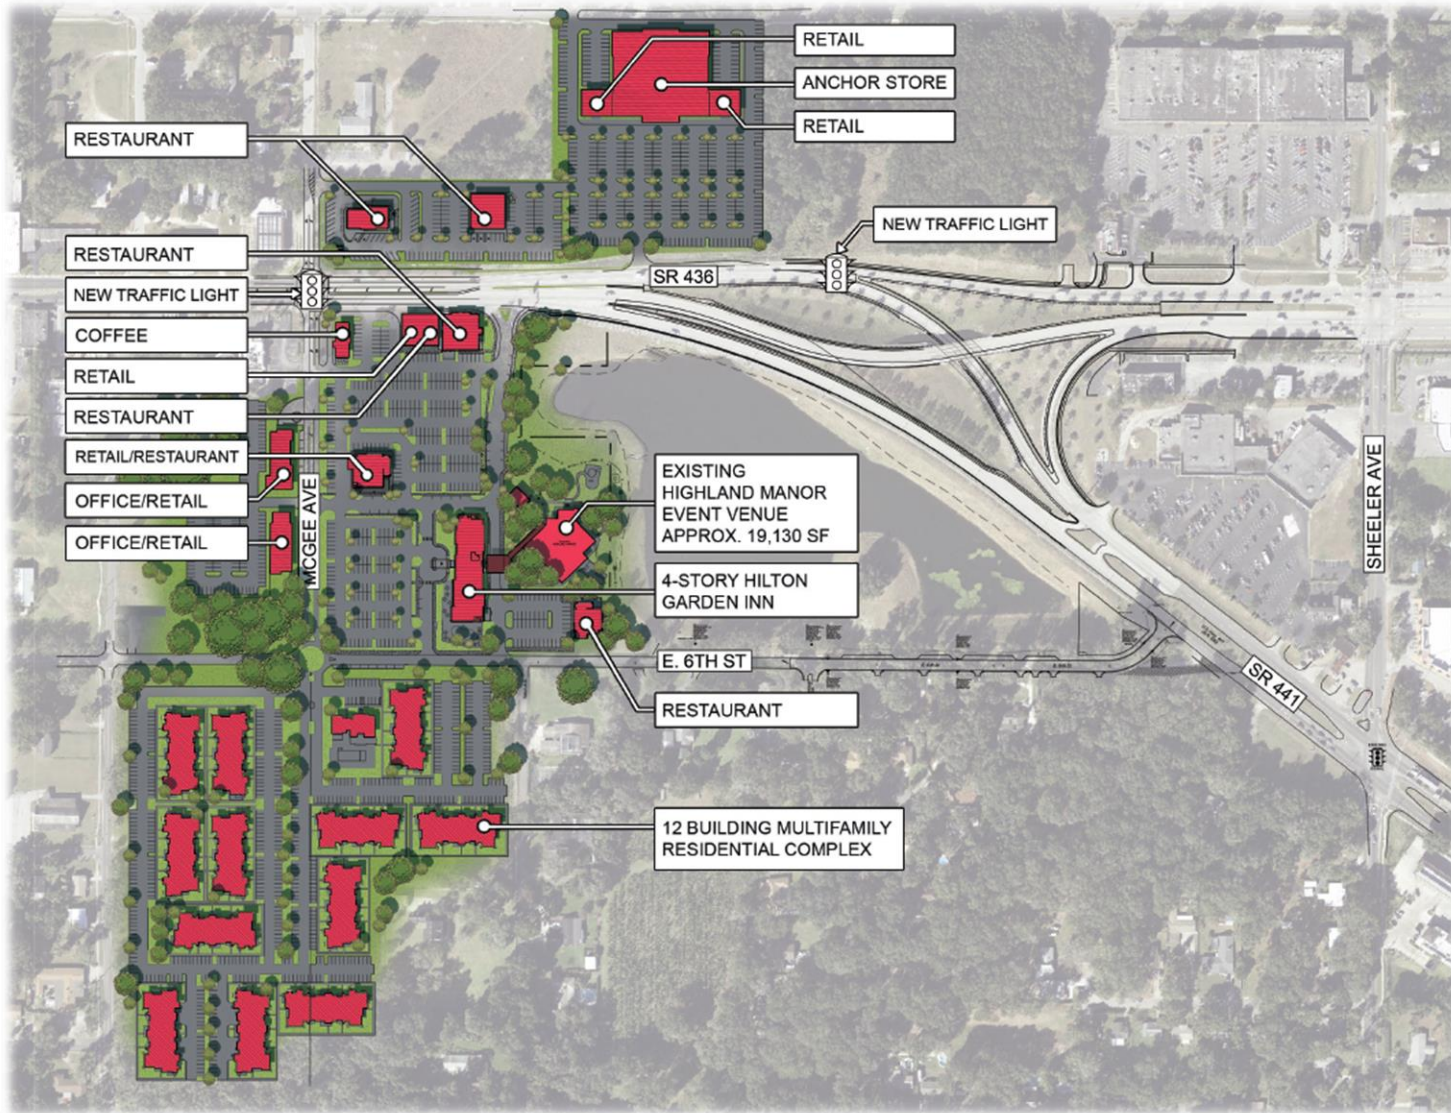 RETAIL
ANCHOR STORE
RETAIL
RESTAURANT
NEW TRAFFIC LIGHT
RESTAURANT
SR 436
NEW TRAFFIC LIGHT
COFFEE
RETAIL
RESTAURANT
RETAIL/RESTAURANT
OFFICE/RETAIL
OFFICE/RETAIL
MCGEE AVE
EXISTING
HIGHLAND MANOR
EVENT VENUE
APPROX. 19,130 SF
4-STORY HILTON
GARDEN INN
SHEELER AVE
E. 6TH ST
SR 441
RESTAURANT
12 BUILDING MULTIFAMILY
RESIDENTIAL COMPLEX